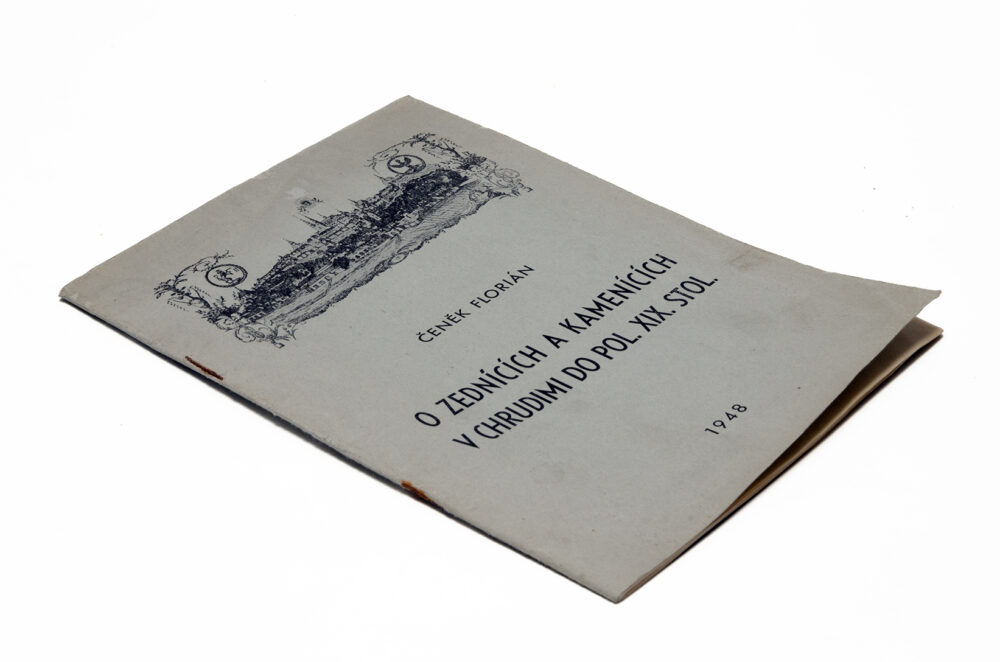 ČENĚK FLORIÁN
O ZEDNÍCÍCH A KAMENÍCÍCH
V CHRUDIMI DO POL. XIX. STOL.
1948